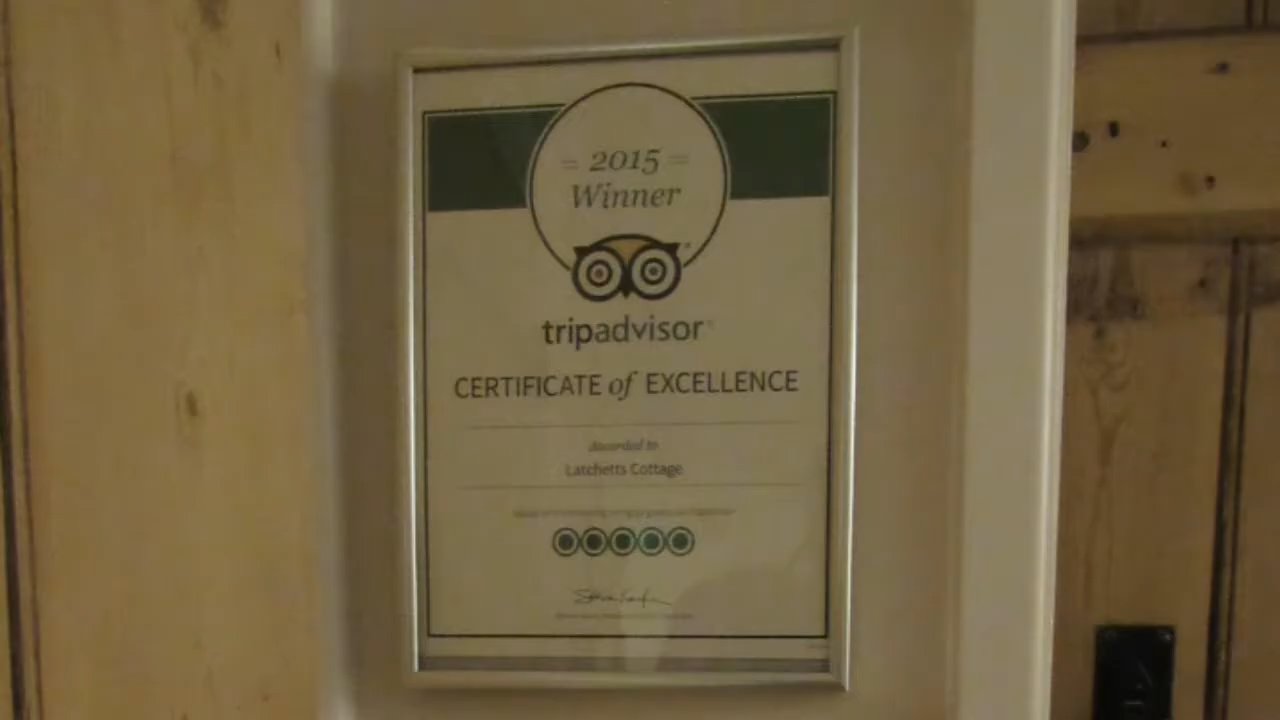 = 2015 =
Winner
tripadvisor
CERTIFICATE of EXCELLENCE
Awarded to
Latchetts Cottage